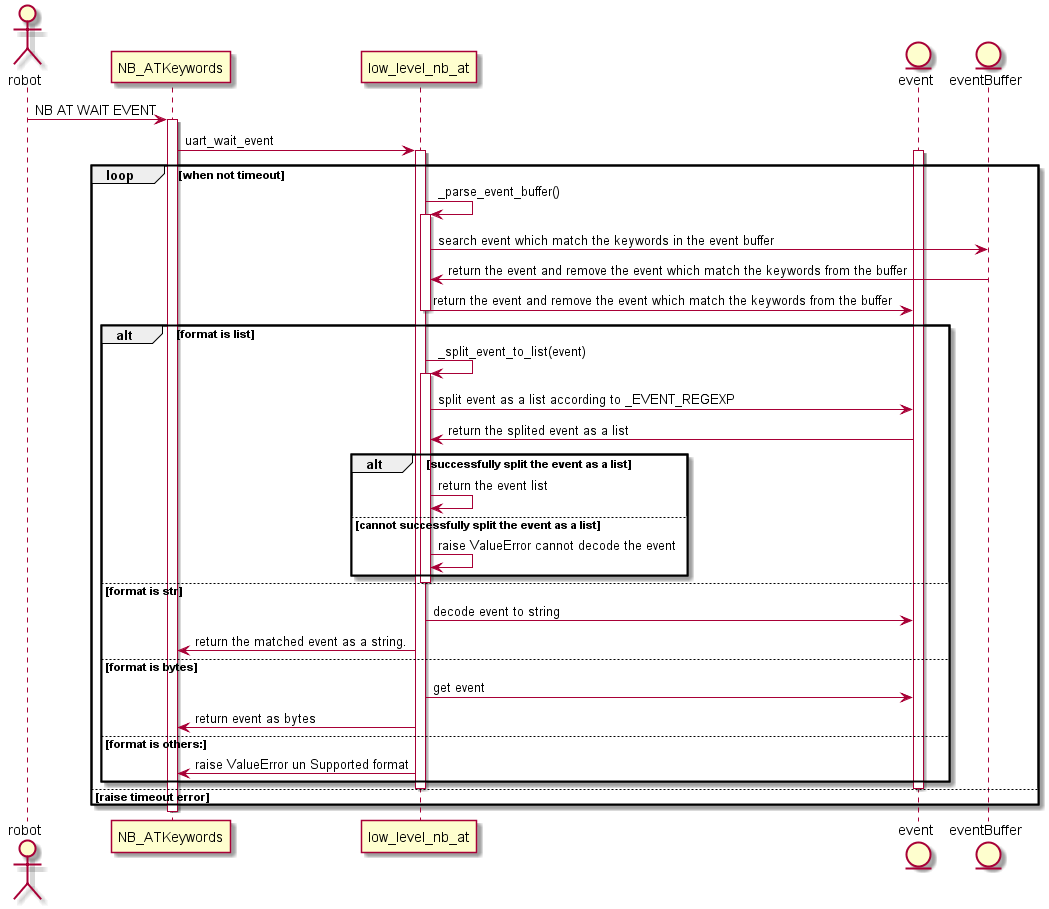 robot
NB_ATKeywords
low_level_nb_at
event
eventBuffer
NB AT WAIT EVENT
uart_wait_event
loop
[when not timeout]
_parse_event_buffer()
search event which match the keywords in the event buffer
return the event and remove the event which match the keywords from the buffer
return the event and remove the event which match the keywords from the buffer
alt
[format is list]
_split_event_to_list(event)
split event as a list according to _EVENT_REGEXP
return the splited event as a list
alt
[successfully split the event as a list]
return the event list
[cannot successfully split the event as a list]
raise ValueError cannot decode the event
[format is str]
decode event to string
return the matched event as a string.
[format is bytes]
get event
return event as bytes
[format is others:]
raise ValueError un Supported format
[raise timeout error]
robot
NB_ATKeywords
low_level_nb_at
event
eventBuffer